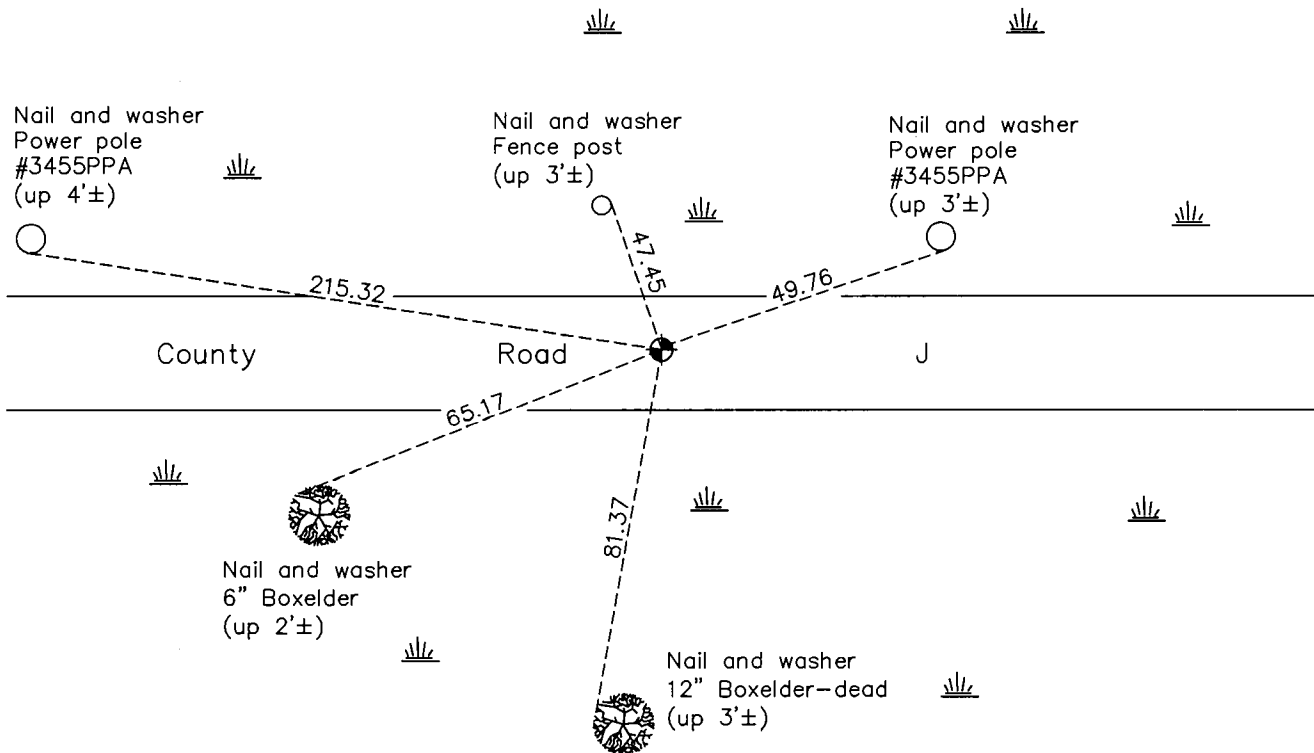 Nail and washer
Power pole
#3455PPA
(up 4'±)
Nail and washer
Fence post
(up 3'±)
Nail and washer
Power pole
#3455PPA
(up 3'±)
47.45
215.32
49.76
County Road J
65.17
81.37
Nail and washer
6" Boxelder
(up 2'±)
Nail and washer
12" Boxelder-dead
(up 3'±)